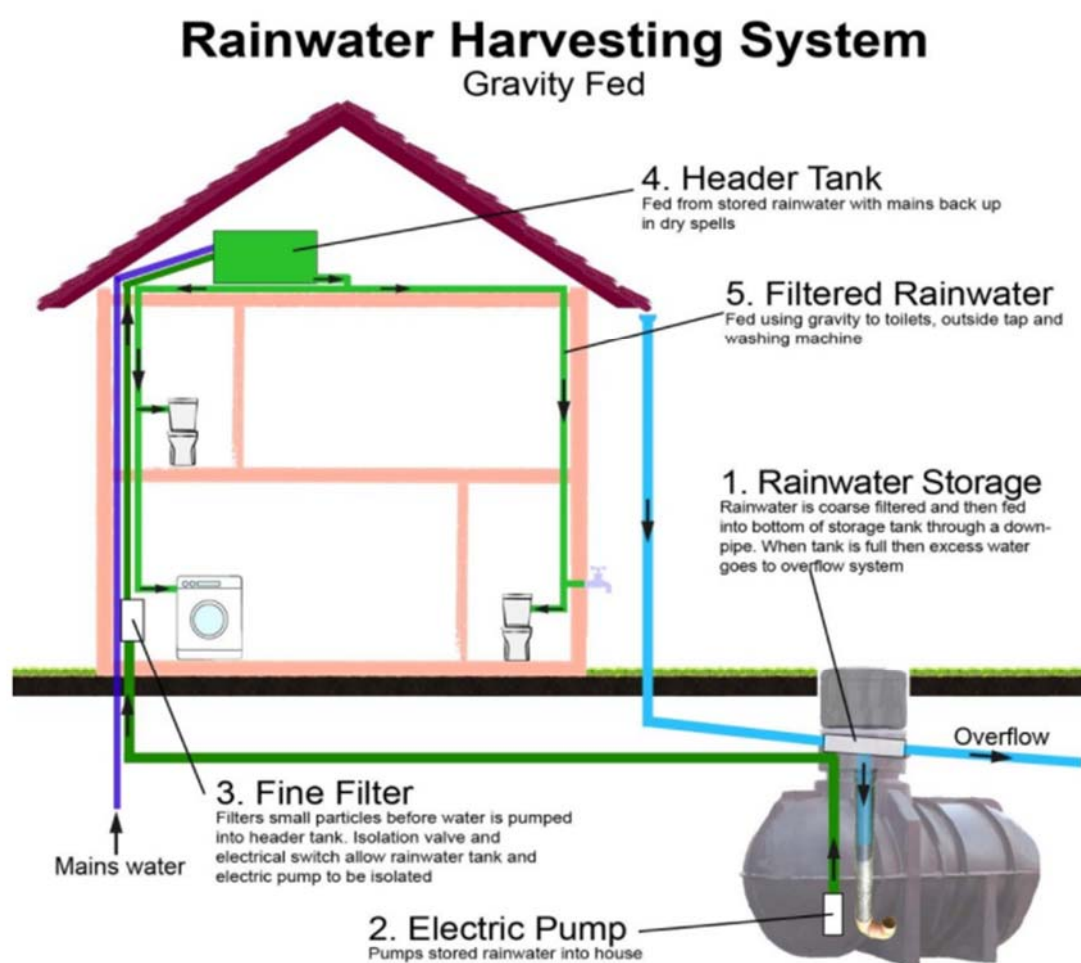 Rainwater Harvesting System
Gravity Fed
4. Header Tank
Fed from stored rainwater with mains back up
in dry spells
5. Filtered Rainwater
Fed using gravity to toilets, outside tap and
washing machine
1. Rainwater Storage
Rainwater is coarse filtered and then fed
into bottom of storage tank through a down-
pipe. When tank is full then excess water
goes to overflow system
Overflow
3. Fine Filter
Filters small particles before water is pumped
into header tank. Isolation valve and
electrical switch allow rainwater tank and
electric pump to be isolated
Mains water
2. Electric Pump
Pumps stored rainwater into house